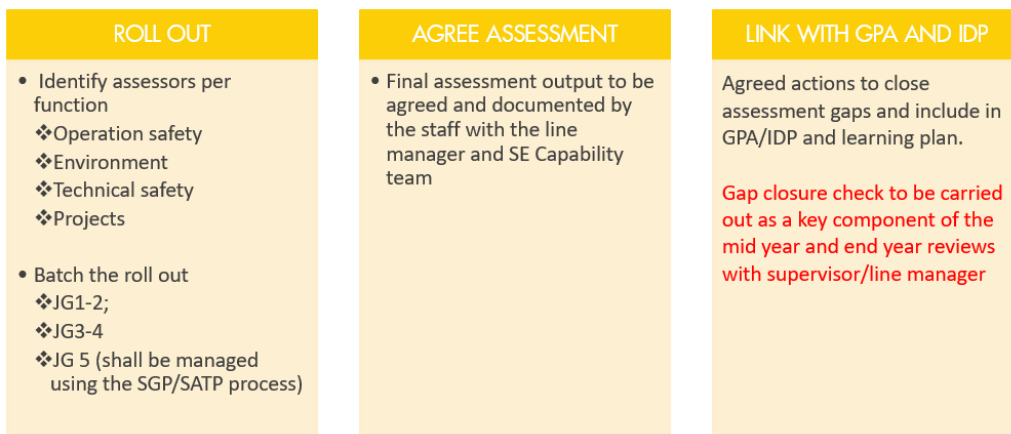 ROLL OUT
• Identify assessors per
function
❖Operation safety
❖Environment
❖Technical safety
❖Projects
• Batch the roll out
❖JG1-2;
❖JG3-4
❖JG 5 (shall be managed
using the SGP/SATP process)
AGREE ASSESSMENT
• Final assessment output to be
agreed and documented by
the staff with the line
manager and SE Capability
team
LINK WITH GPA AND IDP
Agreed actions to close
assessment gaps and include in
GPA/IDP and learning plan.
Gap closure check to be carried
out as a key component of the
mid year and end year reviews
with supervisor/line manager